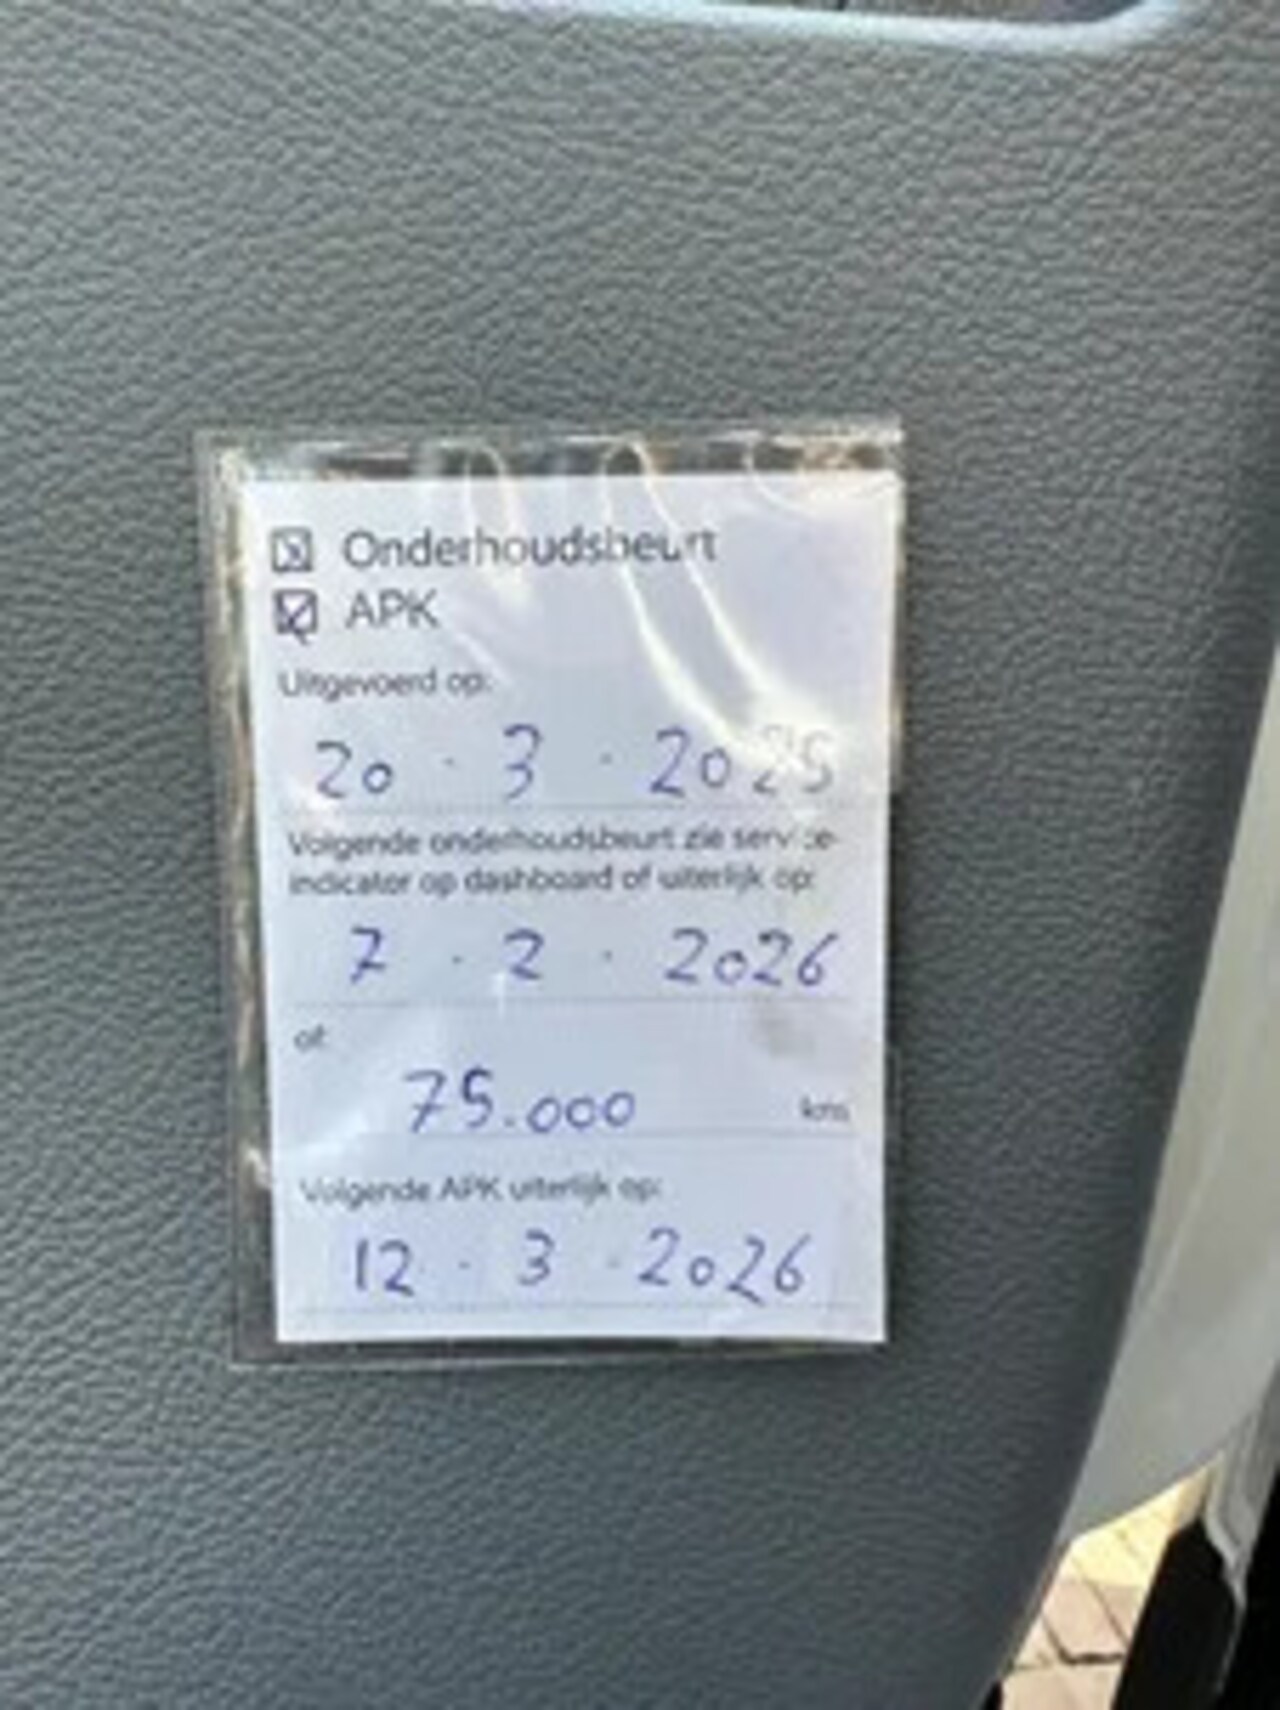 Onderhoudsbeurt
APK
Uitgevoerd op:
20 · 3 · 2025
Volgende onderhoudsbeurt zie service-
indicator op dashboard of uiterlijk op:
7 · 2 · 2026
of
75.000 kms
Volgende APK uiterlijk op:
12 · 3 · 2026